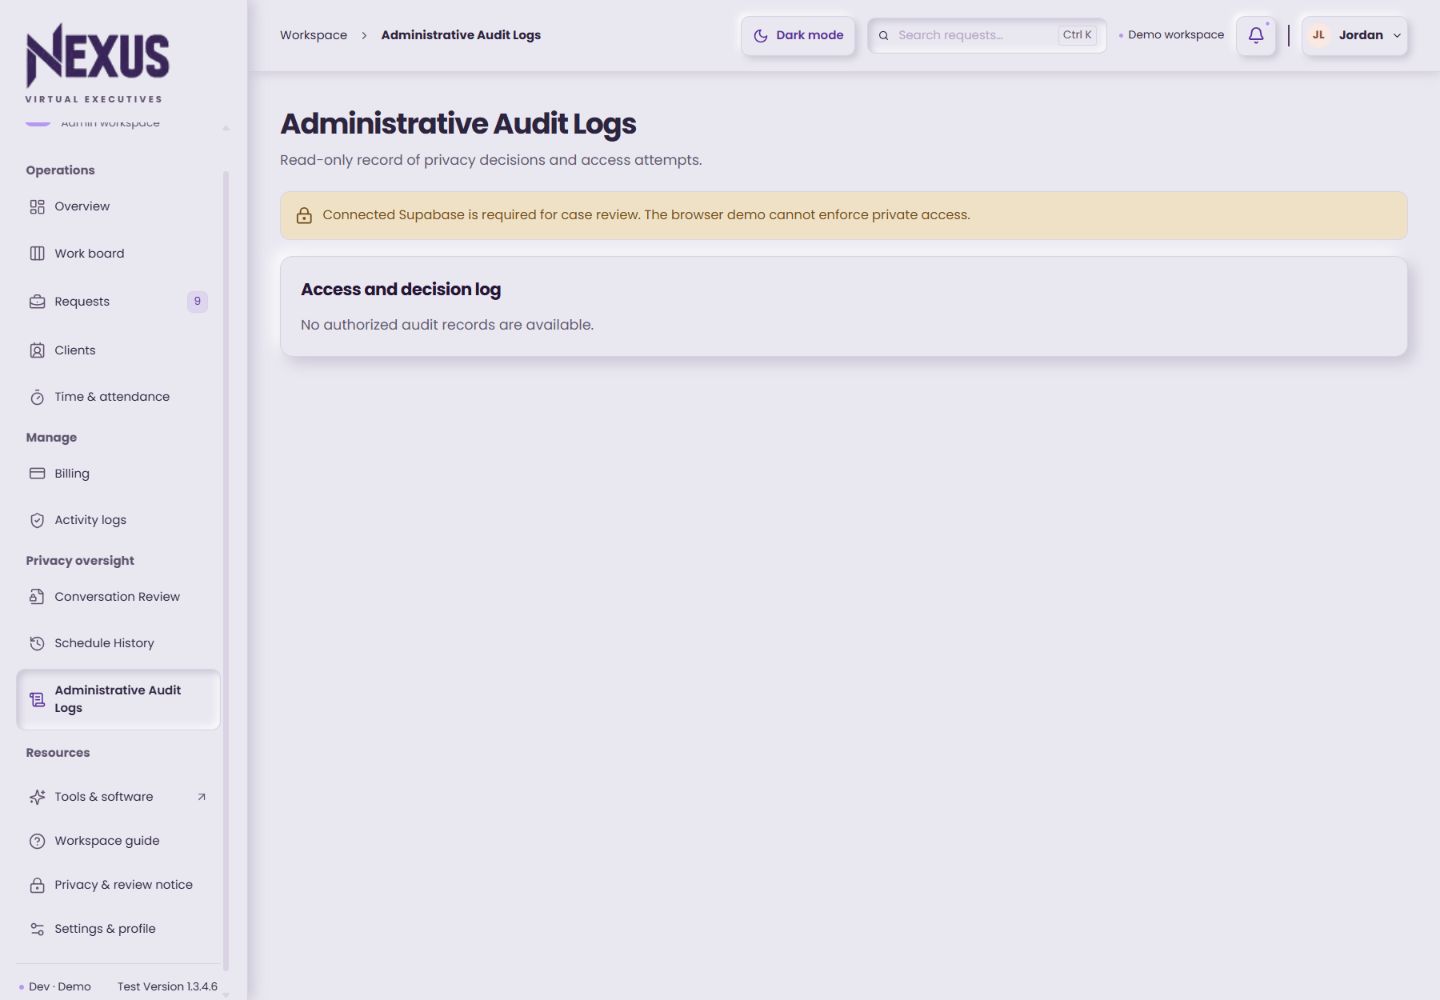 NEXUS
VIRTUAL EXECUTIVES
Admin workspace
Operations
Overview
Work board
Requests 9
Clients
Time & attendance
Manage
Billing
Activity logs
Privacy oversight
Conversation Review
Schedule History
Administrative Audit
Logs
Resources
Tools & software
Workspace guide
Privacy & review notice
Settings & profile
Dev · Demo Test Version 1.3.4.6
Workspace > Administrative Audit Logs
Dark mode
Search requests... Ctrl K
Demo workspace
JL Jordan
Administrative Audit Logs
Read-only record of privacy decisions and access attempts.
Connected Supabase is required for case review. The browser demo cannot enforce private access.
Access and decision log
No authorized audit records are available.